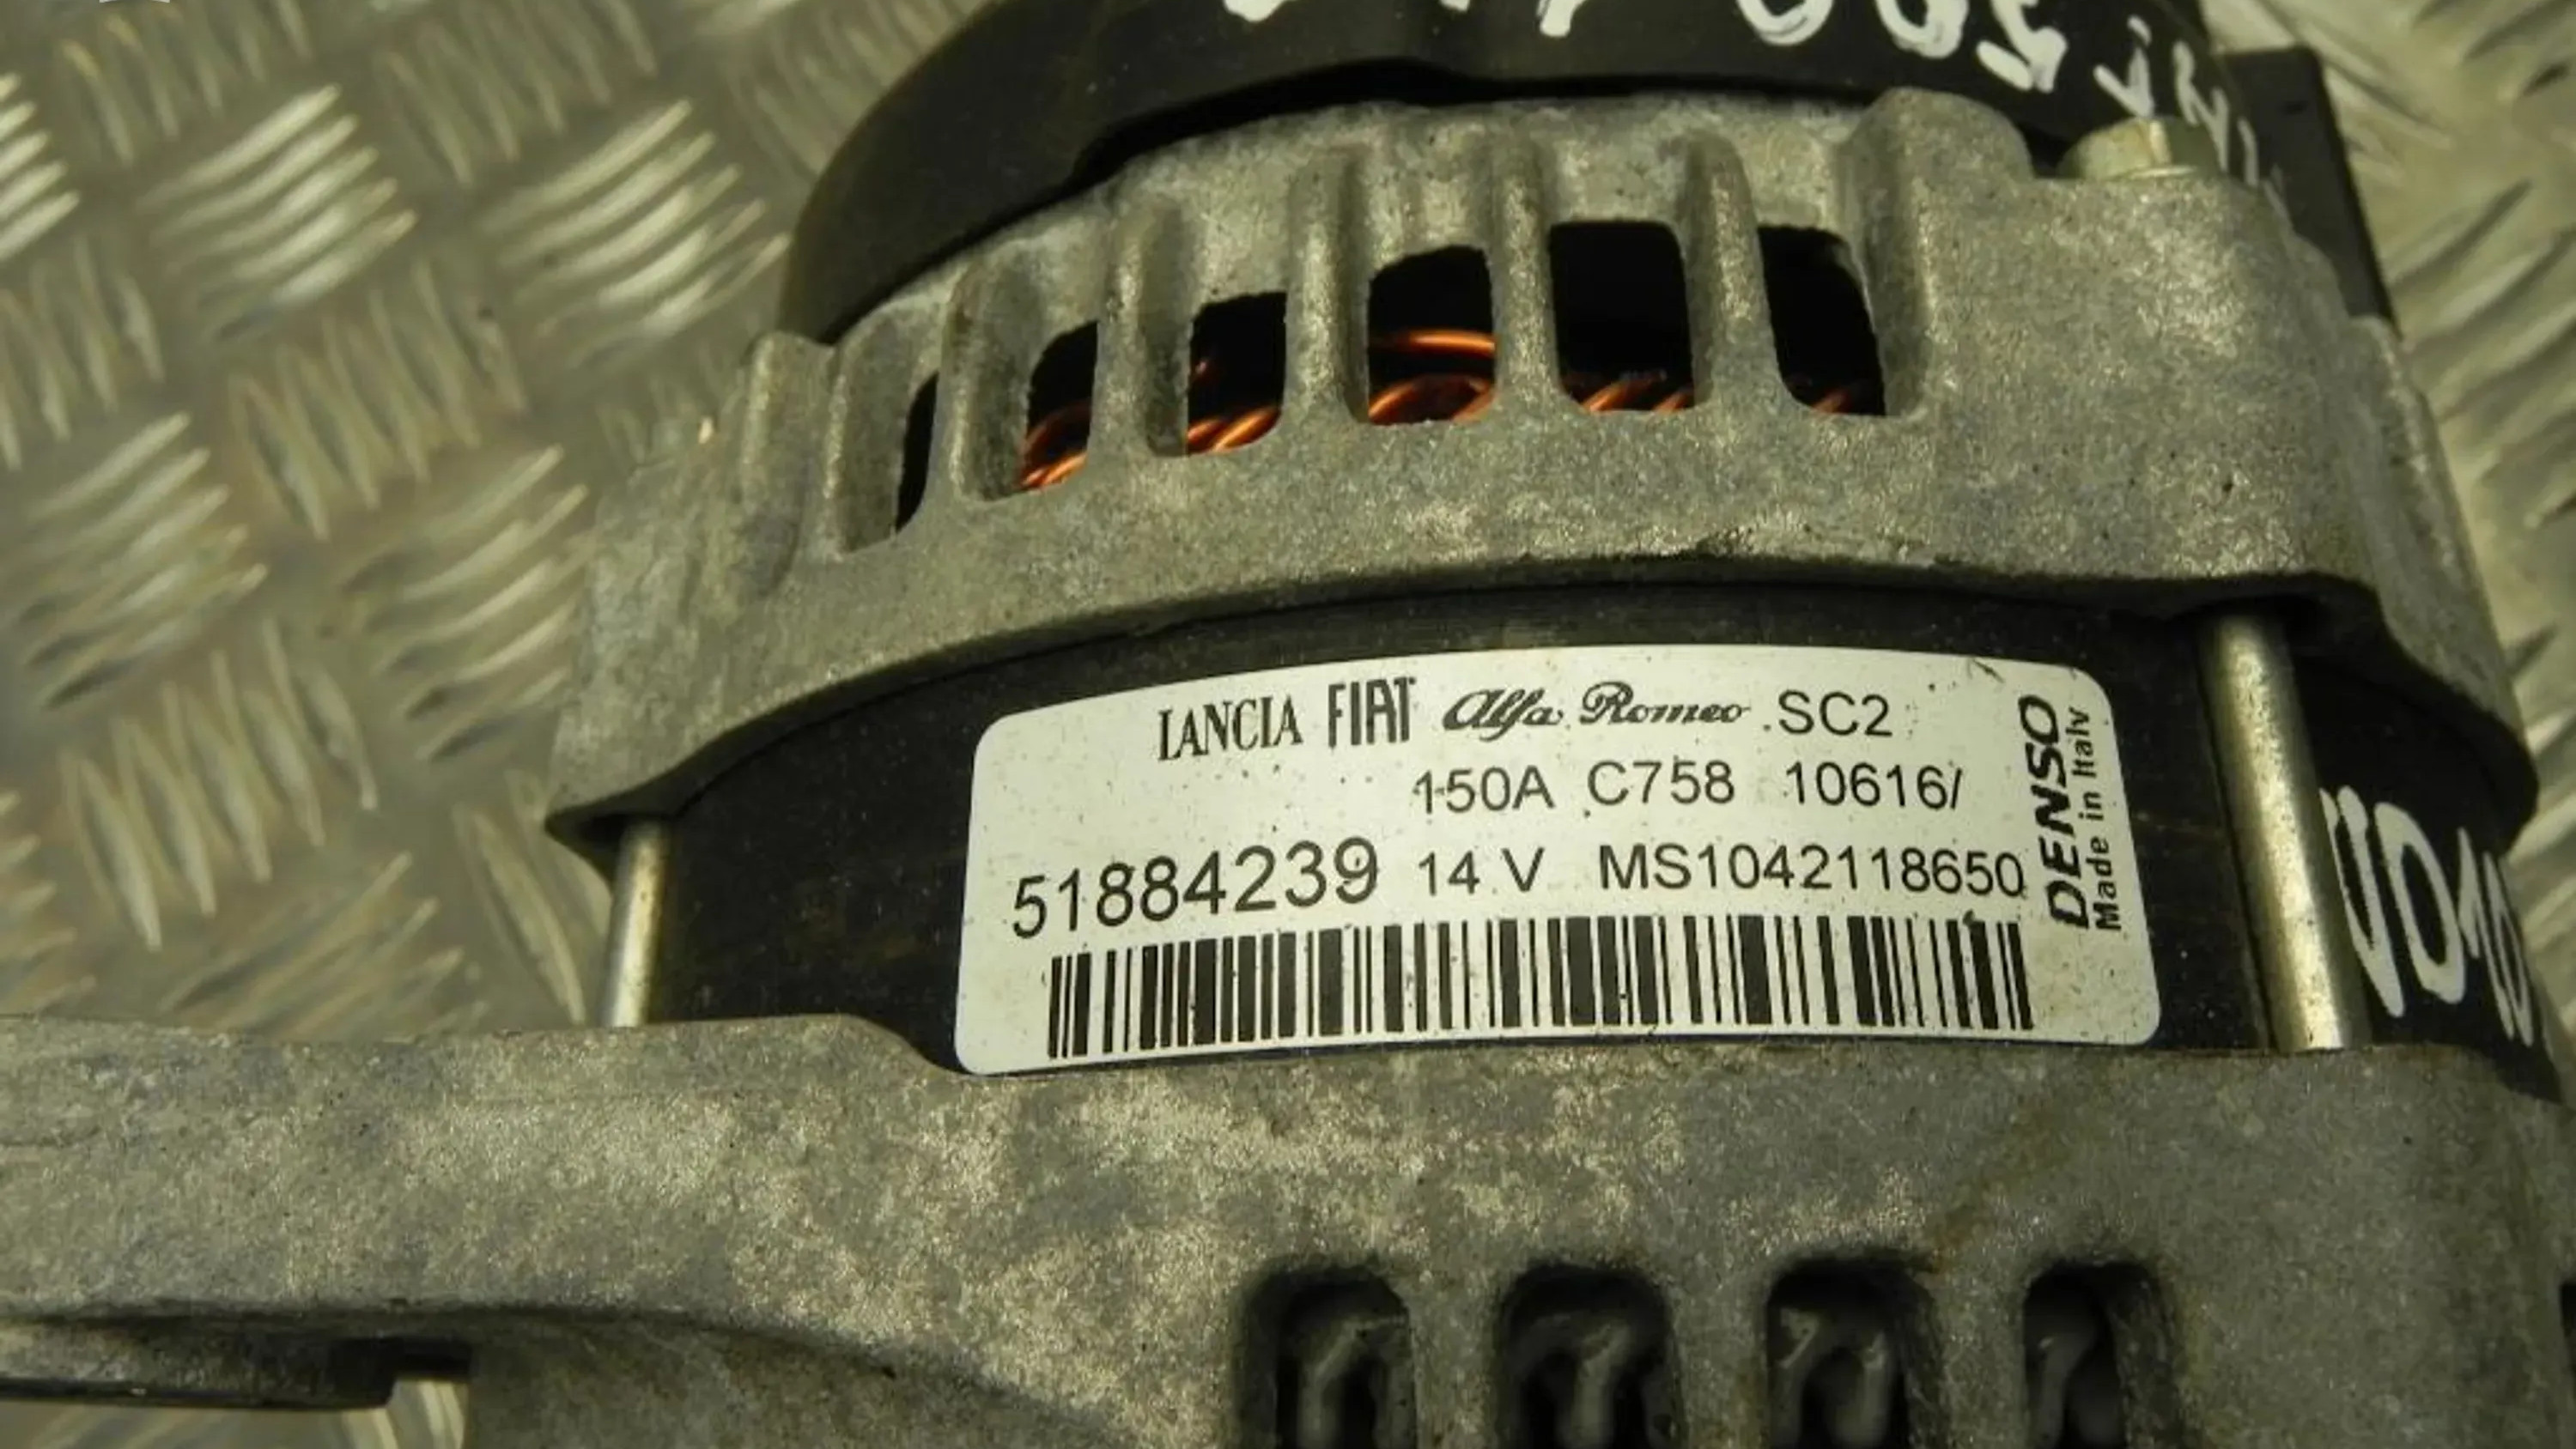 LANCIA FIAT Alfa Romeo SC2
150A C758 10616/
51884239 14 V MS1042118650
DENSO
Made in Italy